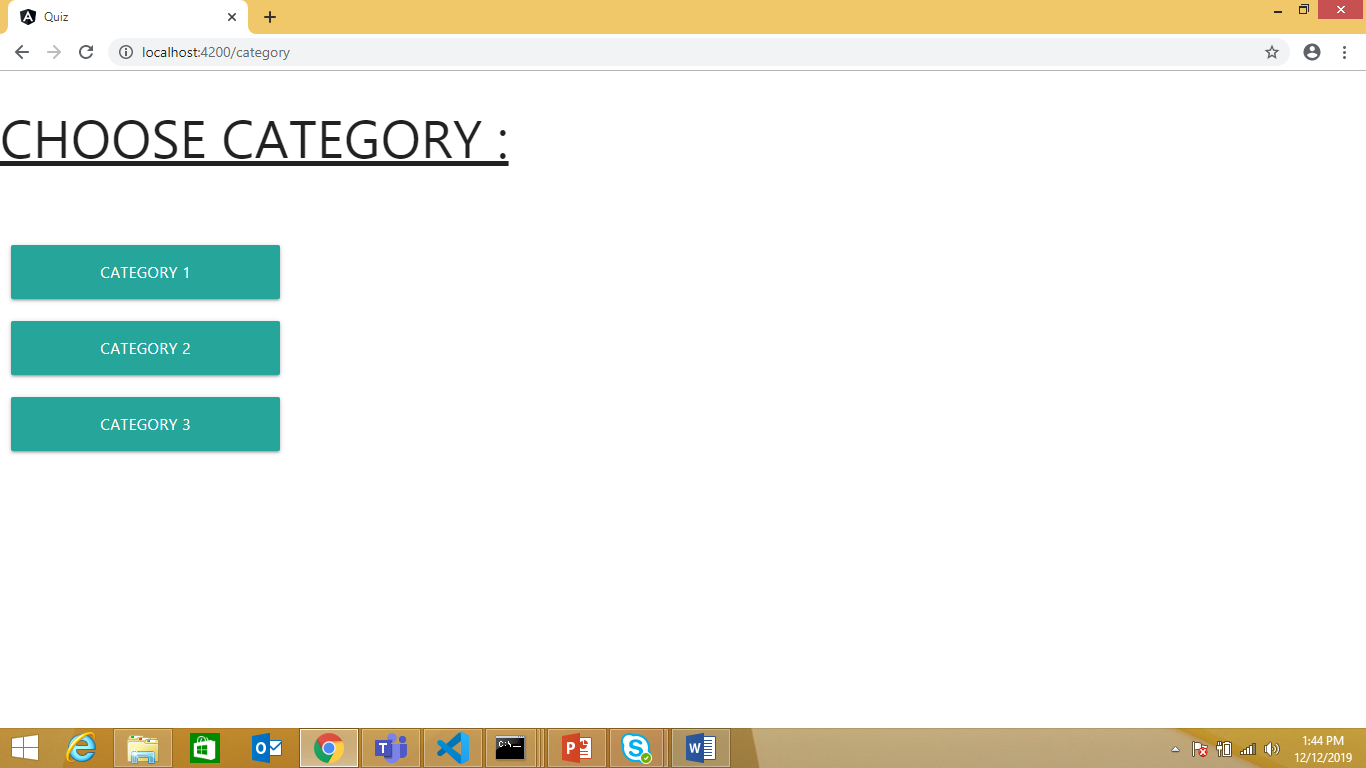 Quiz
localhost:4200/category
CHOOSE CATEGORY :
CATEGORY 1
CATEGORY 2
CATEGORY 3
1:44 PM
12/12/2019